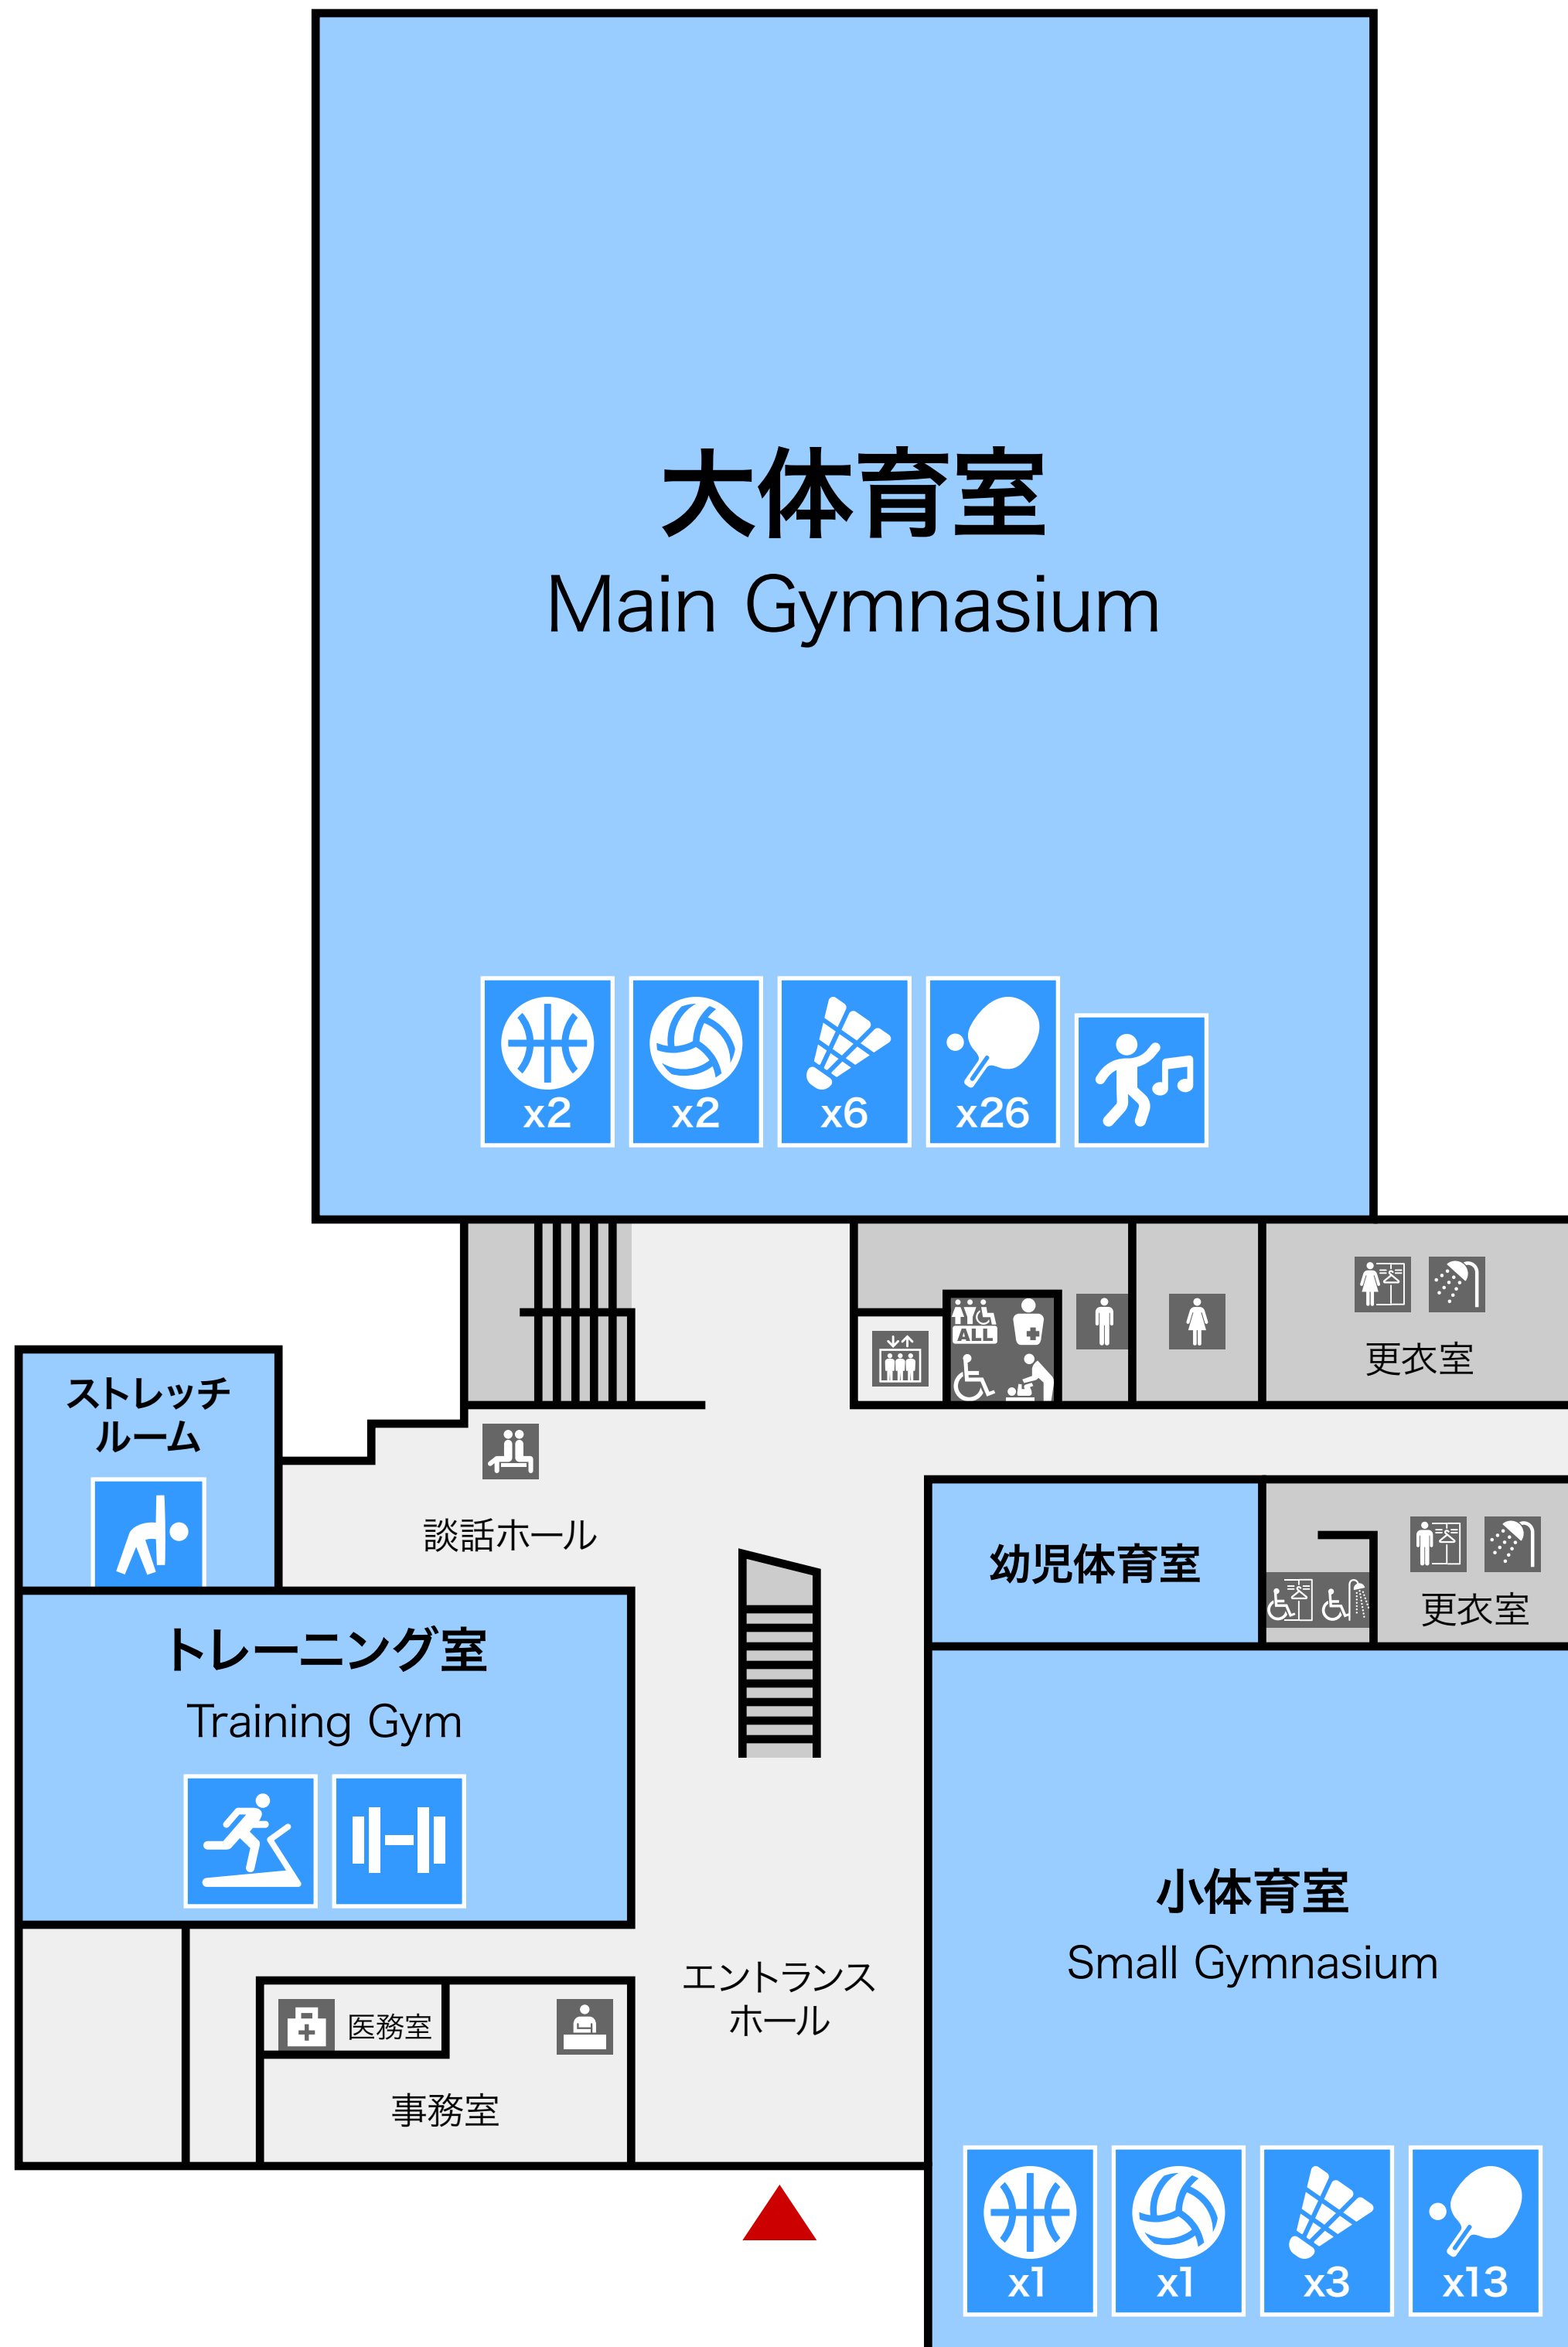 大体育室
Main Gymnasium
x2
x2
x6
x26
ALL
更衣室
ストレッチ
ルーム
談話ホール
幼児体育室
更衣室
トレーニング室
Training Gym
小体育室
Small Gymnasium
エントランス
ホール
医務室
事務室
x1
x1
x3
x13